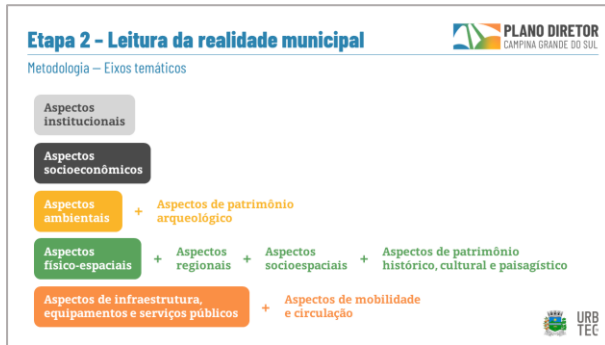 Etapa 2 – Leitura da realidade municipal
PLANO DIRETOR
CAMPINA GRANDE DO SUL
Metodologia — Eixos temáticos
Aspectos
institucionais
Aspectos
socioeconômicos
Aspectos
ambientais
+
Aspectos de patrimônio
arqueológico
Aspectos
físico-espaciais
+
Aspectos
regionais
+
Aspectos
socioespaciais
+
Aspectos de patrimônio
histórico, cultural e paisagístico
Aspectos de infraestrutura,
equipamentos e serviços públicos
+
Aspectos de mobilidade
e circulação
URB
TEC